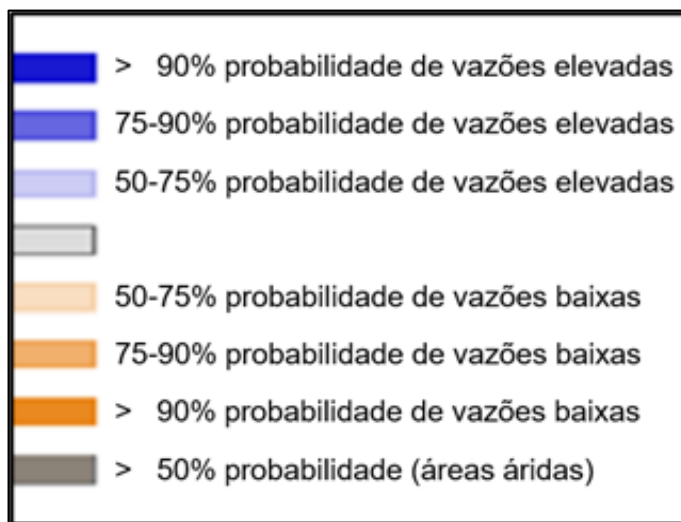 > 90% probabilidade de vazões elevadas
75-90% probabilidade de vazões elevadas
50-75% probabilidade de vazões elevadas
50-75% probabilidade de vazões baixas
75-90% probabilidade de vazões baixas
> 90% probabilidade de vazões baixas
> 50% probabilidade (áreas áridas)